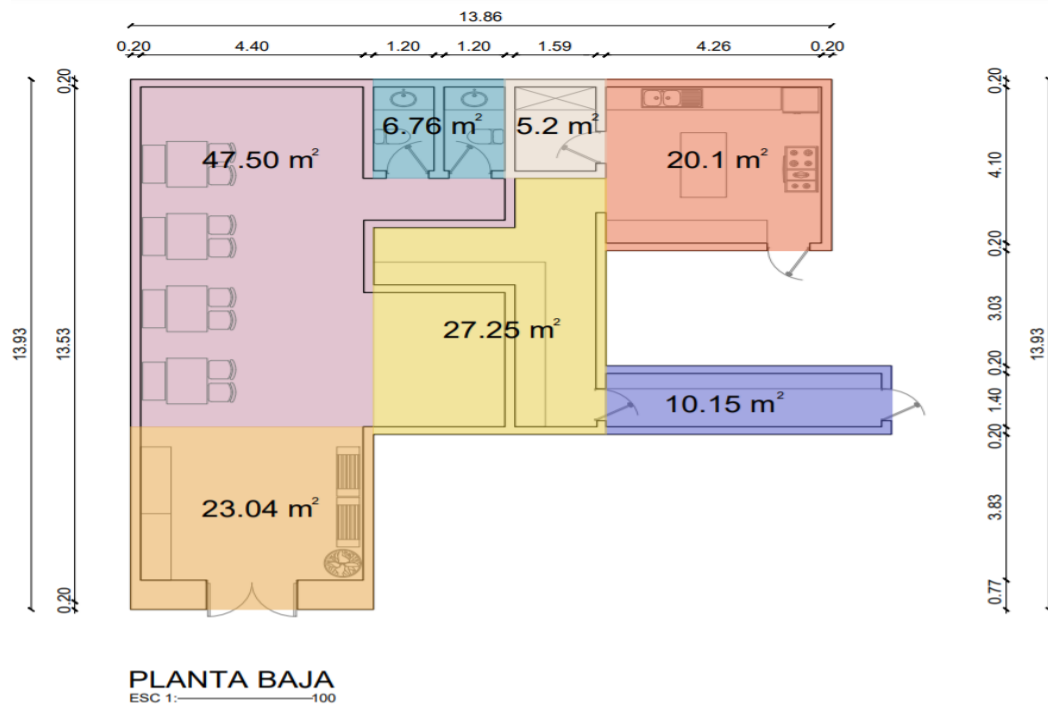 13.86
0.20 4.40 1.20 1.20 1.59 4.26 0.20
0.20
13.93
13.53
0.20
47.50 m²
6.76 m²
5.2 m²
20.1 m²
27.25 m²
10.15 m²
23.04 m²
0.20
4.10
0.20
3.03
0.20
1.40
0.20
3.83
0.77
13.93
PLANTA BAJA
ESC 1: 100